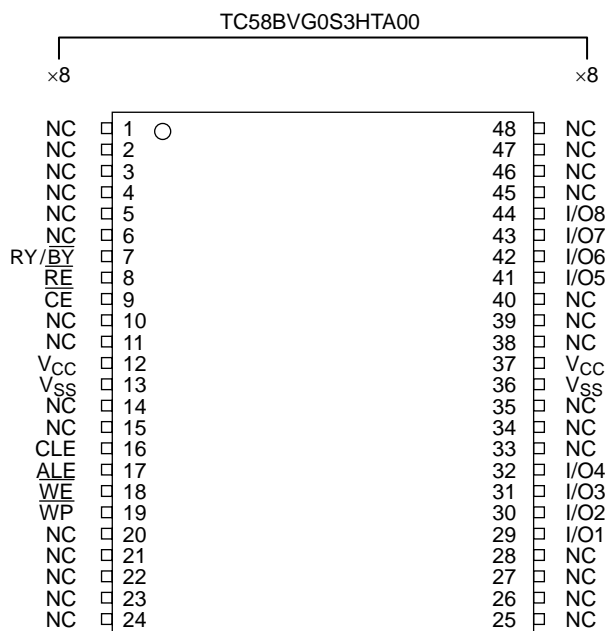 TC58BVG0S3HTA00
×8 ×8
NC 1 48 NC
NC 2 47 NC
NC 3 46 NC
NC 4 45 NC
NC 5 44 I/O8
NC 6 43 I/O7
RY/B̅Y̅ 7 42 I/O6
R̅E̅ 8 41 I/O5
C̅E̅ 9 40 NC
NC 10 39 NC
NC 11 38 NC
VCC 12 37 VCC
VSS 13 36 VSS
NC 14 35 NC
NC 15 34 NC
CLE 16 33 NC
ALE 17 32 I/O4
W̅E̅ 18 31 I/O3
W̅P̅ 19 30 I/O2
NC 20 29 I/O1
NC 21 28 NC
NC 22 27 NC
NC 23 26 NC
NC 24 25 NC